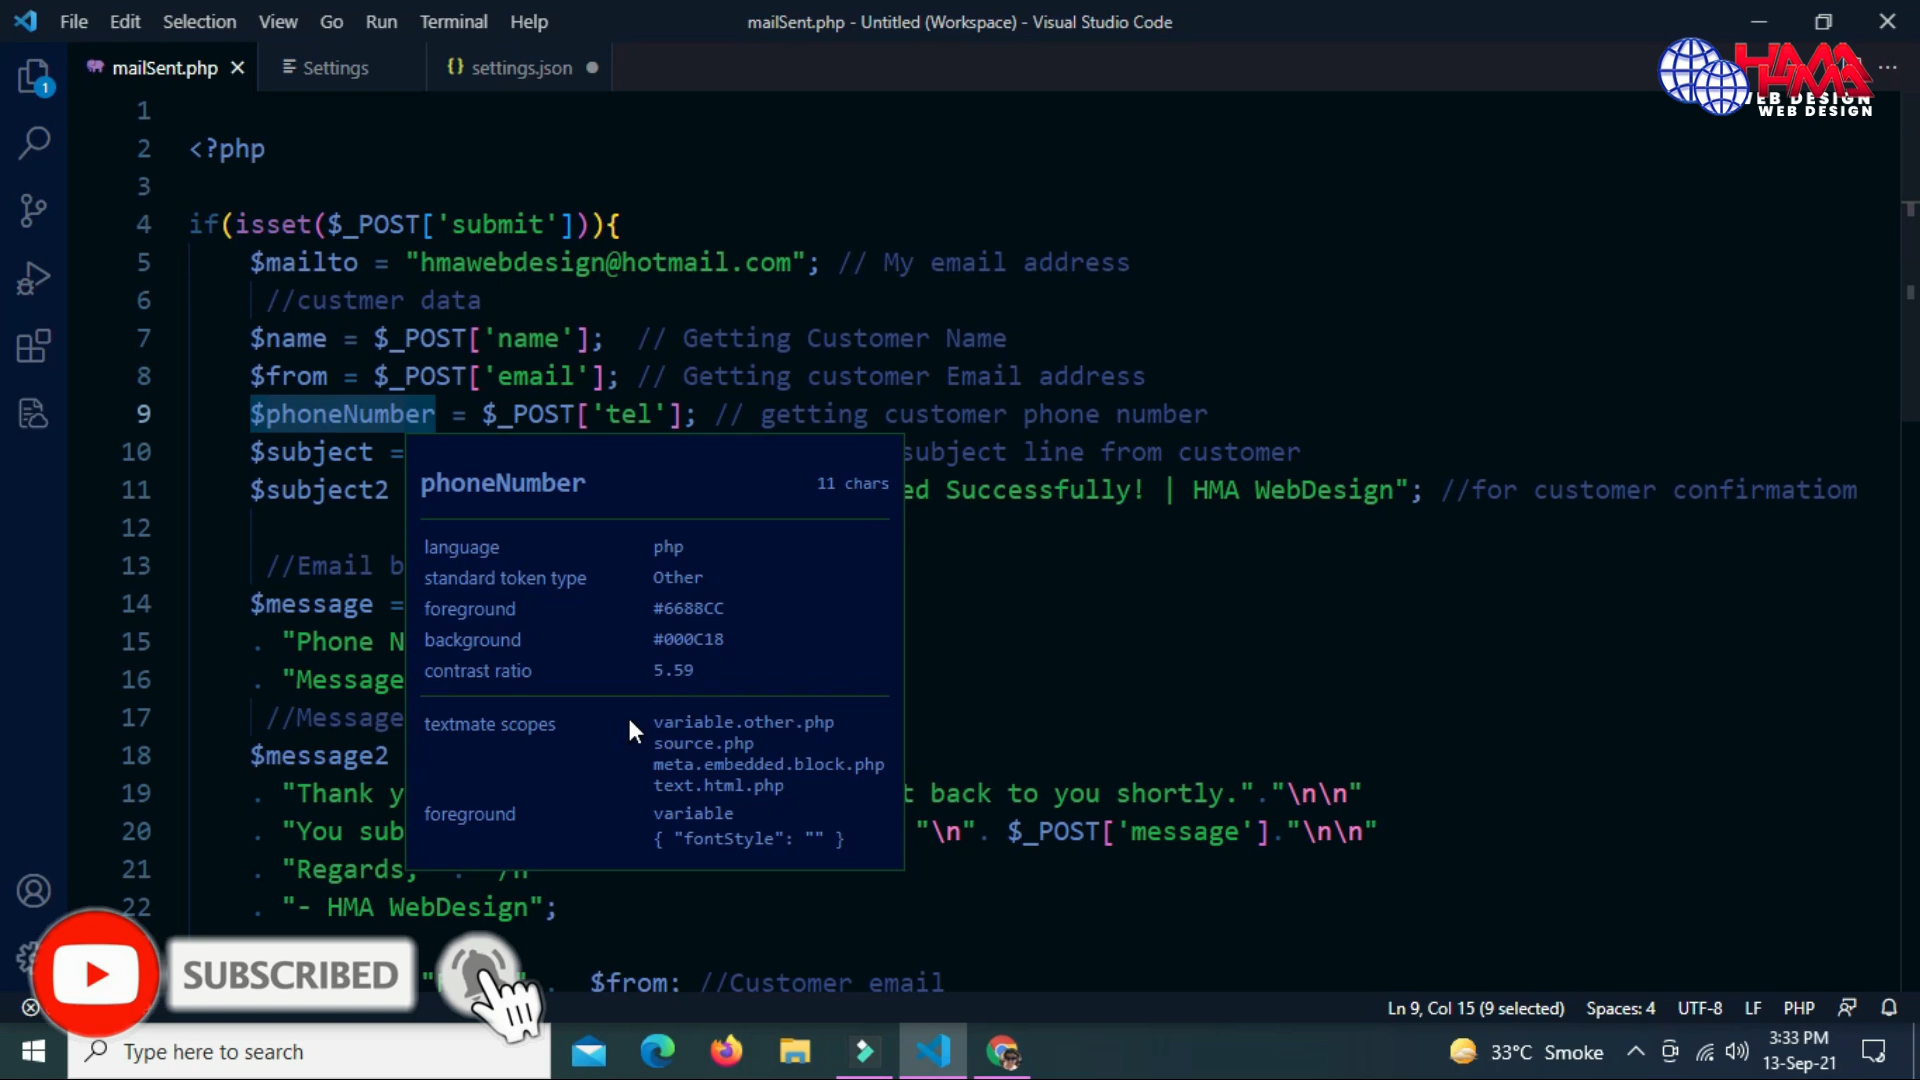 File Edit Selection View Go Run Terminal Help
mailSent.php - Untitled (Workspace) - Visual Studio Code
mailSent.php Settings {} settings.json
HMA
WEB DESIGN
WEB DESIGN
1
1
2 <?php
3
4 if(isset($_POST['submit'])){
5 $mailto = "hmawebdesign@hotmail.com"; // My email address
6 //custmer data
7 $name = $_POST['name']; // Getting Customer Name
8 $from = $_POST['email']; // Getting customer Email address
9 $phoneNumber = $_POST['tel']; // getting customer phone number
10 $subject = subject line from customer
11 $subject2 ed Successfully! | HMA WebDesign"; //for customer confirmatiom
12
13 //Email b
14 $message =
15 . "Phone N
16 . "Message
17 //Message
18 $message2
19 . "Thank y t back to you shortly."."\n\n"
20 . "You sub "\n". $_POST['message']."\n\n"
21 . "Regards,
22 . "- HMA WebDesign";
$from; //Customer email
phoneNumber 11 chars
language php
standard token type Other
foreground #6688CC
background #000C18
contrast ratio 5.59
textmate scopes variable.other.php
source.php
meta.embedded.block.php
text.html.php
foreground variable
{ "fontStyle": "" }
SUBSCRIBED
Ln 9, Col 15 (9 selected) Spaces: 4 UTF-8 LF PHP
Type here to search
33°C Smoke
3:33 PM
13-Sep-21